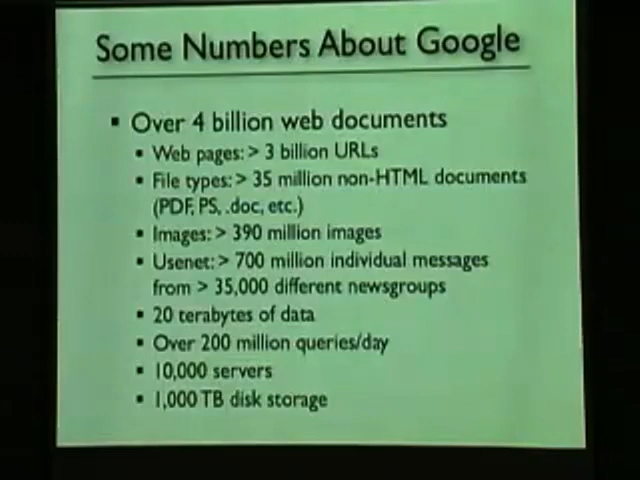 Some Numbers About Google
▪ Over 4 billion web documents
▪ Web pages: > 3 billion URLs
▪ File types: > 35 million non-HTML documents
(PDF, PS, .doc, etc.)
▪ Images: > 390 million images
▪ Usenet: > 700 million individual messages
from > 35,000 different newsgroups
▪ 20 terabytes of data
▪ Over 200 million queries/day
▪ 10,000 servers
▪ 1,000 TB disk storage